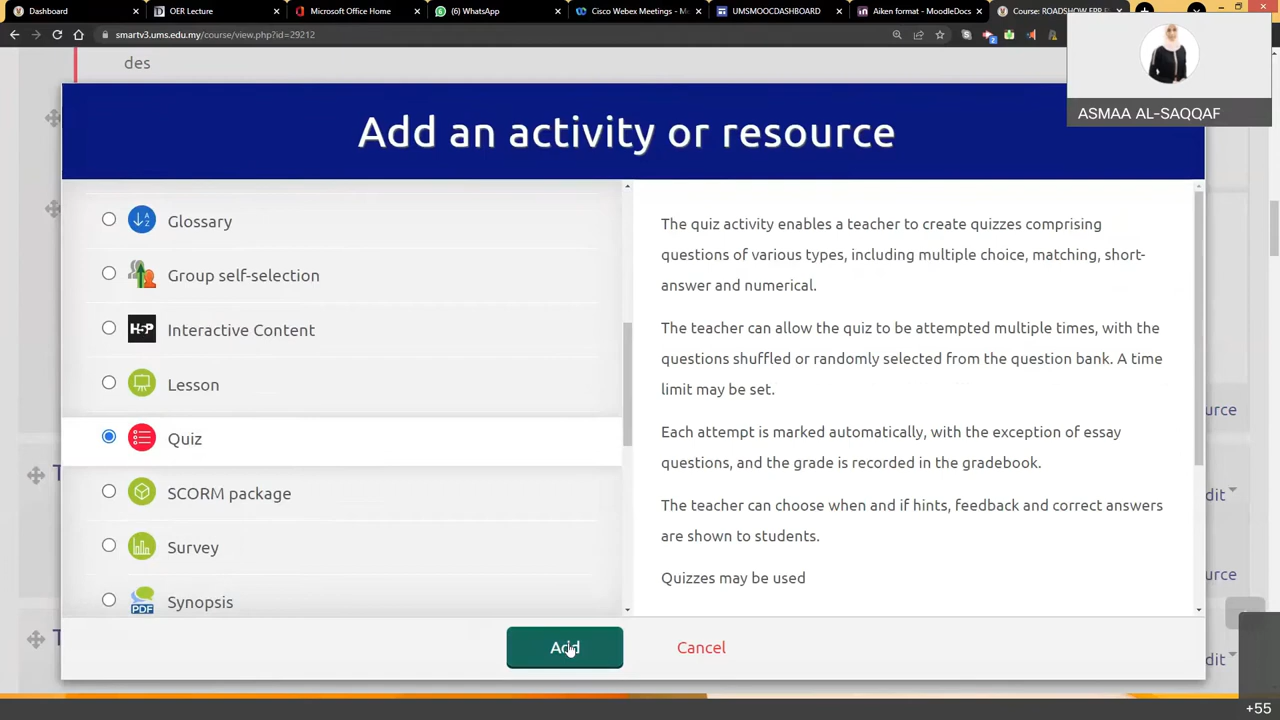 Dashboard
OER Lecture
Microsoft Office Home
(6) WhatsApp
Cisco Webex Meetings - M
UMSMOOCDASHBOARD
Aiken format - MoodleDocs
Course: ROADSHOW EPP F
smartv3.ums.edu.my/course/view.php?id=29212
des
ASMAA AL-SAQQAF
Add an activity or resource
Glossary
Group self-selection
Interactive Content
Lesson
Quiz
SCORM package
Survey
Synopsis
The quiz activity enables a teacher to create quizzes comprising
questions of various types, including multiple choice, matching, short-
answer and numerical.
The teacher can allow the quiz to be attempted multiple times, with the
questions shuffled or randomly selected from the question bank. A time
limit may be set.
Each attempt is marked automatically, with the exception of essay
questions, and the grade is recorded in the gradebook.
The teacher can choose when and if hints, feedback and correct answers
are shown to students.
Quizzes may be used
Add
Cancel
urce
dit
urce
dit
+55